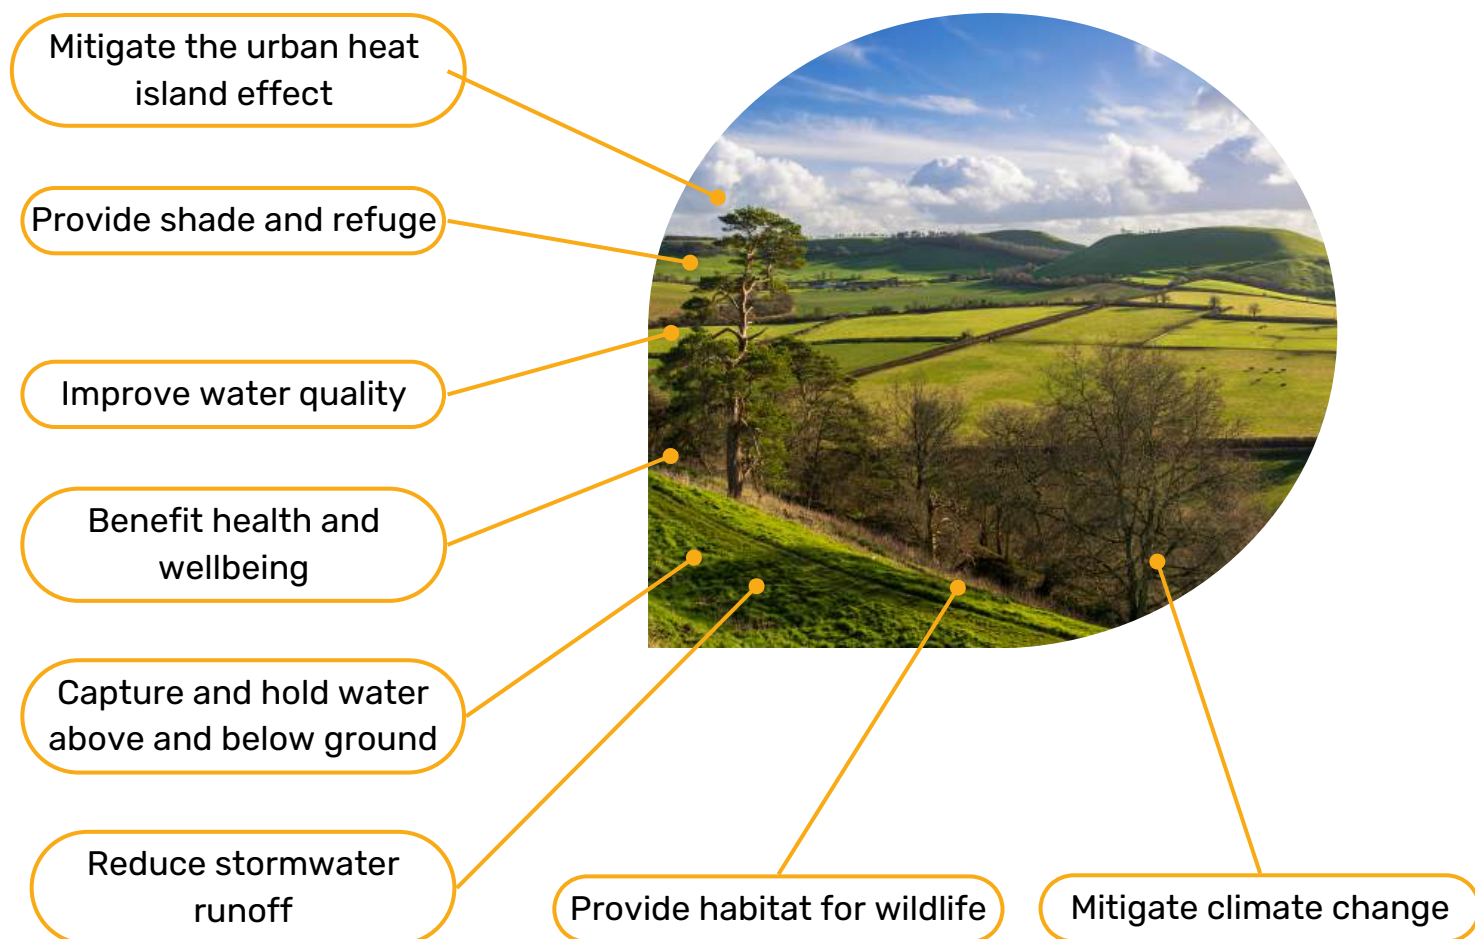 Mitigate the urban heat
island effect
Provide shade and refuge
Improve water quality
Benefit health and
wellbeing
Capture and hold water
above and below ground
Reduce stormwater
runoff
Provide habitat for wildlife
Mitigate climate change